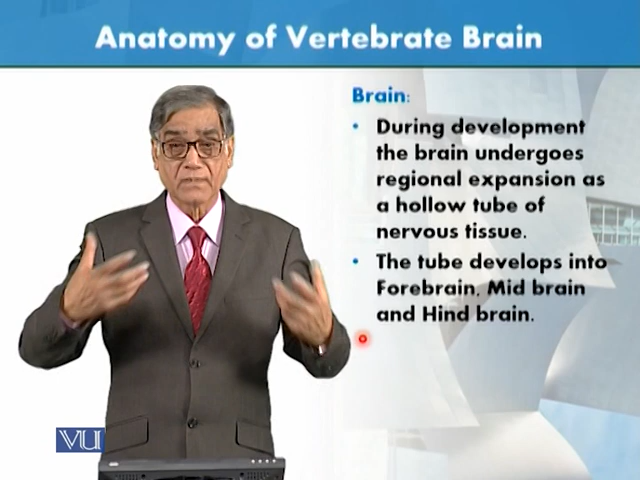 Anatomy of Vertebrate Brain
Brain:
• During development
the brain undergoes
regional expansion as
a hollow tube of
nervous tissue.
• The tube develops into
Forebrain, Mid brain
and Hind brain.
VU